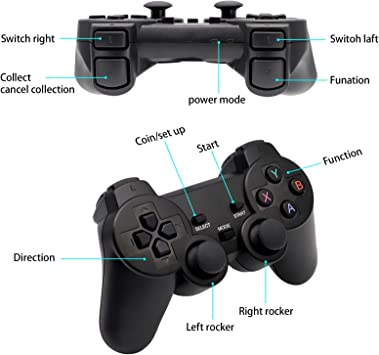 Switch right
Switoh laft
Collect
cancel collection
power mode
Funation
Coin/set up
Start
Function
Y
X
B
A
SELECT
START
MODE
Direction
Left rocker
Right rocker